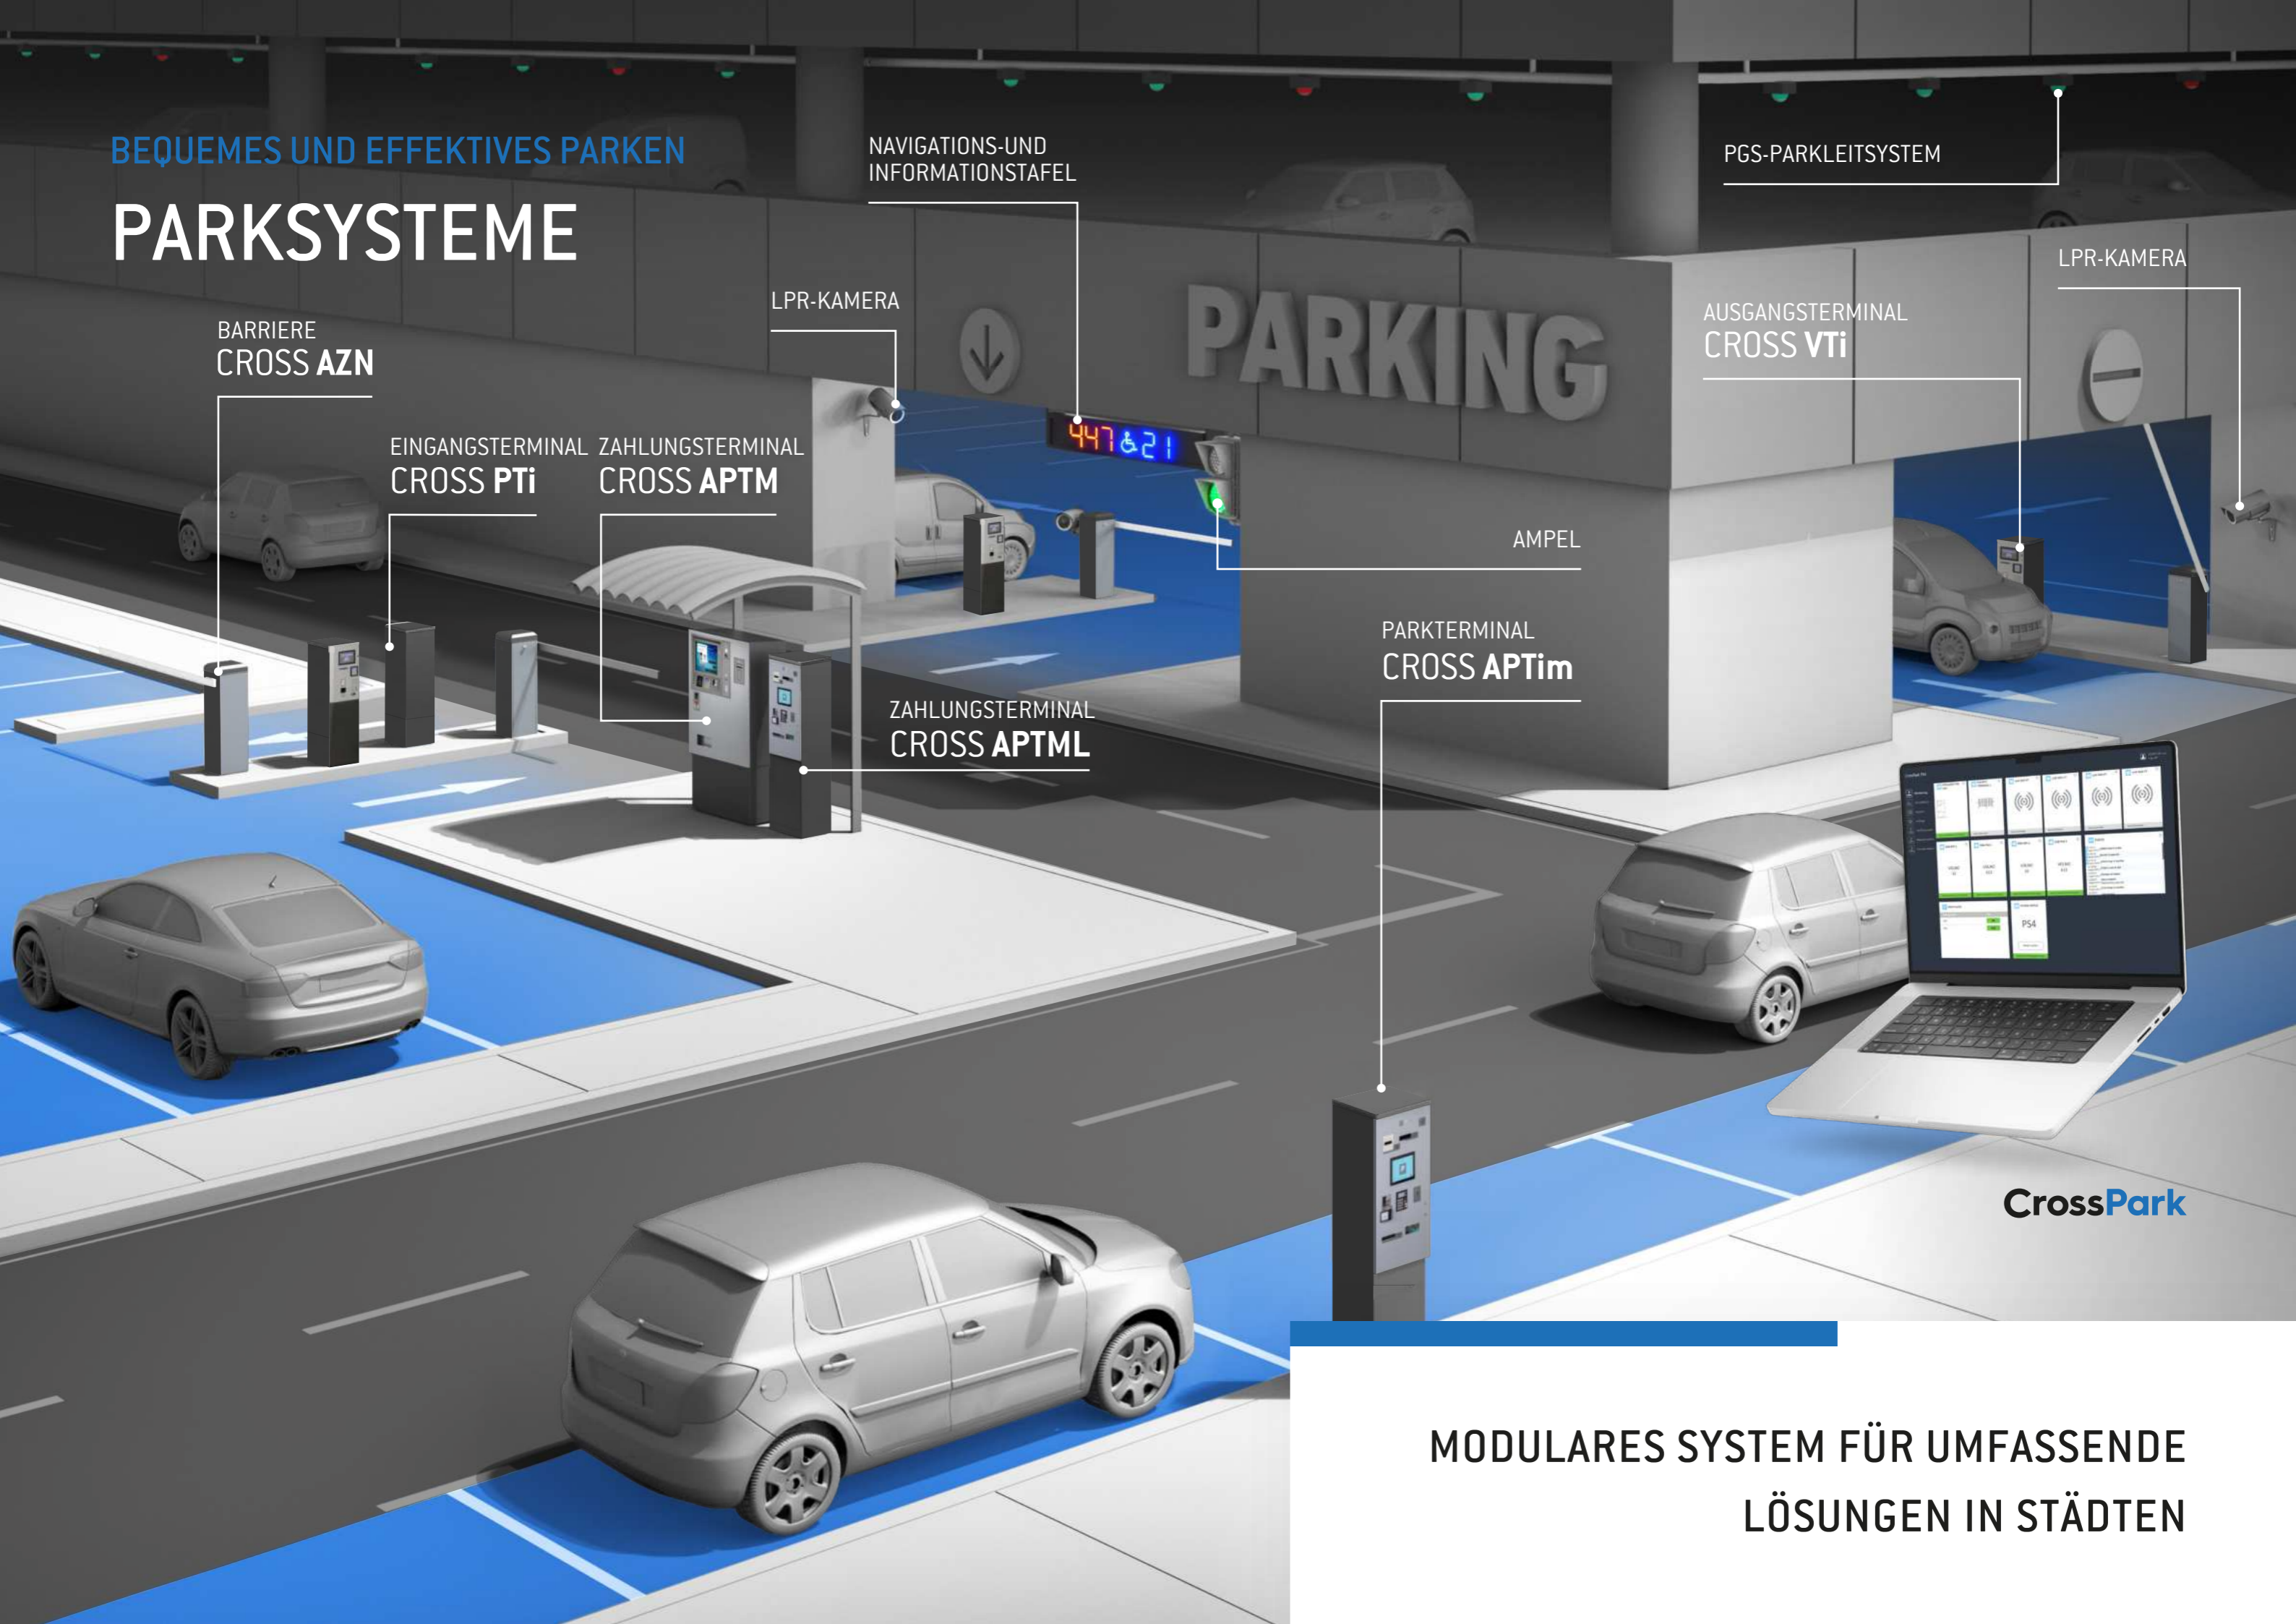 BEQUEMES UND EFFEKTIVES PARKEN
PARKSYSTEME
NAVIGATIONS-UND
INFORMATIONSTAFEL
PGS-PARKLEITSYSTEM
LPR-KAMERA
LPR-KAMERA
AUSGANGSTERMINAL
CROSS VTi
BARRIERE
CROSS AZN
EINGANGSTERMINAL
CROSS PTi
ZAHLUNGSTERMINAL
CROSS APTM
PARKING
447 21
AMPEL
PARKTERMINAL
CROSS APTim
ZAHLUNGSTERMINAL
CROSS APTML
PS4
CrossPark
MODULARES SYSTEM FÜR UMFASSENDE
LÖSUNGEN IN STÄDTEN